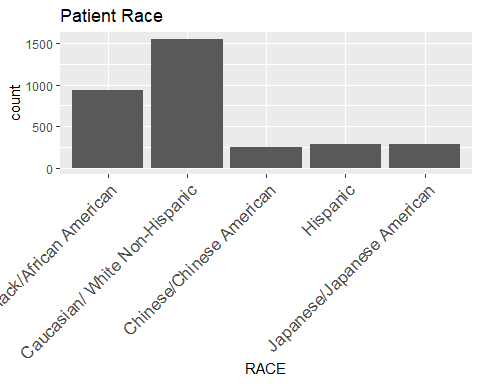 Patient Race
1500
1000
500
0
count
lack/African American
Caucasian/ White Non-Hispanic
Chinese/Chinese American
Hispanic
Japanese/Japanese American
RACE